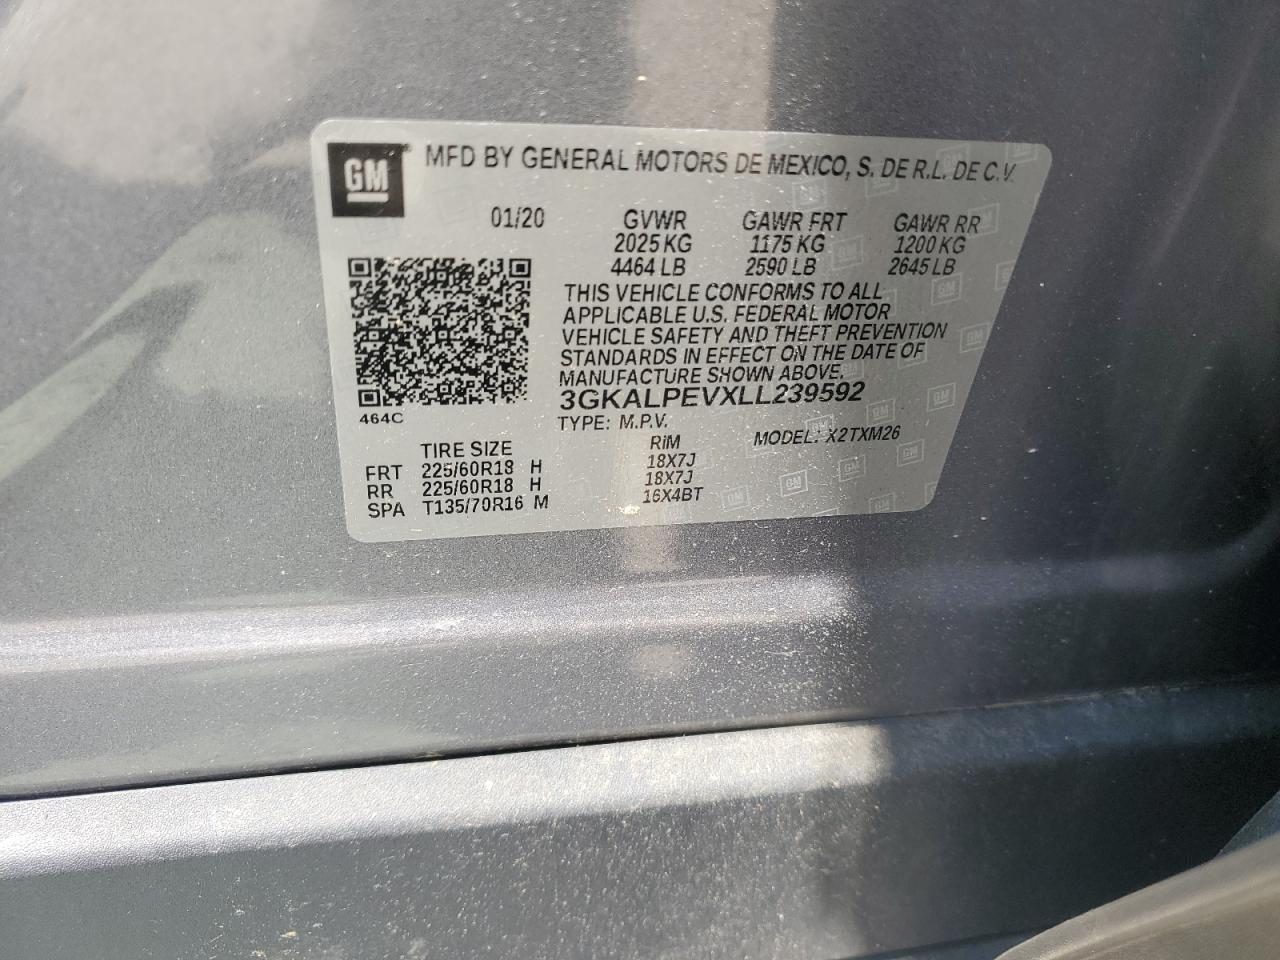 GM MFD BY GENERAL MOTORS DE MEXICO, S. DE R.L. DE C.V.
01/20 GVWR GAWR FRT GAWR RR
2025 KG 1175 KG 1200 KG
4464 LB 2590 LB 2645 LB
THIS VEHICLE CONFORMS TO ALL
APPLICABLE U.S. FEDERAL MOTOR
VEHICLE SAFETY AND THEFT PREVENTION
STANDARDS IN EFFECT ON THE DATE OF
MANUFACTURE SHOWN ABOVE.
3GKALPEVXLL239592
464C
TYPE: M.P.V. MODEL: X2TXM26
TIRE SIZE RIM
FRT 225/60R18 H 18X7J
RR 225/60R18 H 18X7J
SPA T135/70R16 M 16X4BT